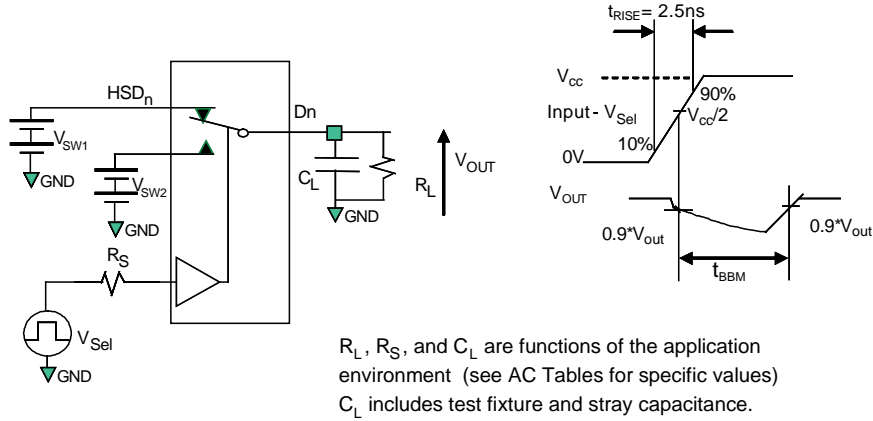 tRISE= 2.5ns
HSDn
Dn
VSW1
GND
VSW2
GND
CL
RL
VOUT
GND
RS
VSel
GND
Vcc
Input - VSel
90%
Vcc/2
10%
0V
VOUT
0.9*Vout
0.9*Vout
tBBM
RL , RS, and CL are functions of the application
environment (see AC Tables for specific values)
CL includes test fixture and stray capacitance.